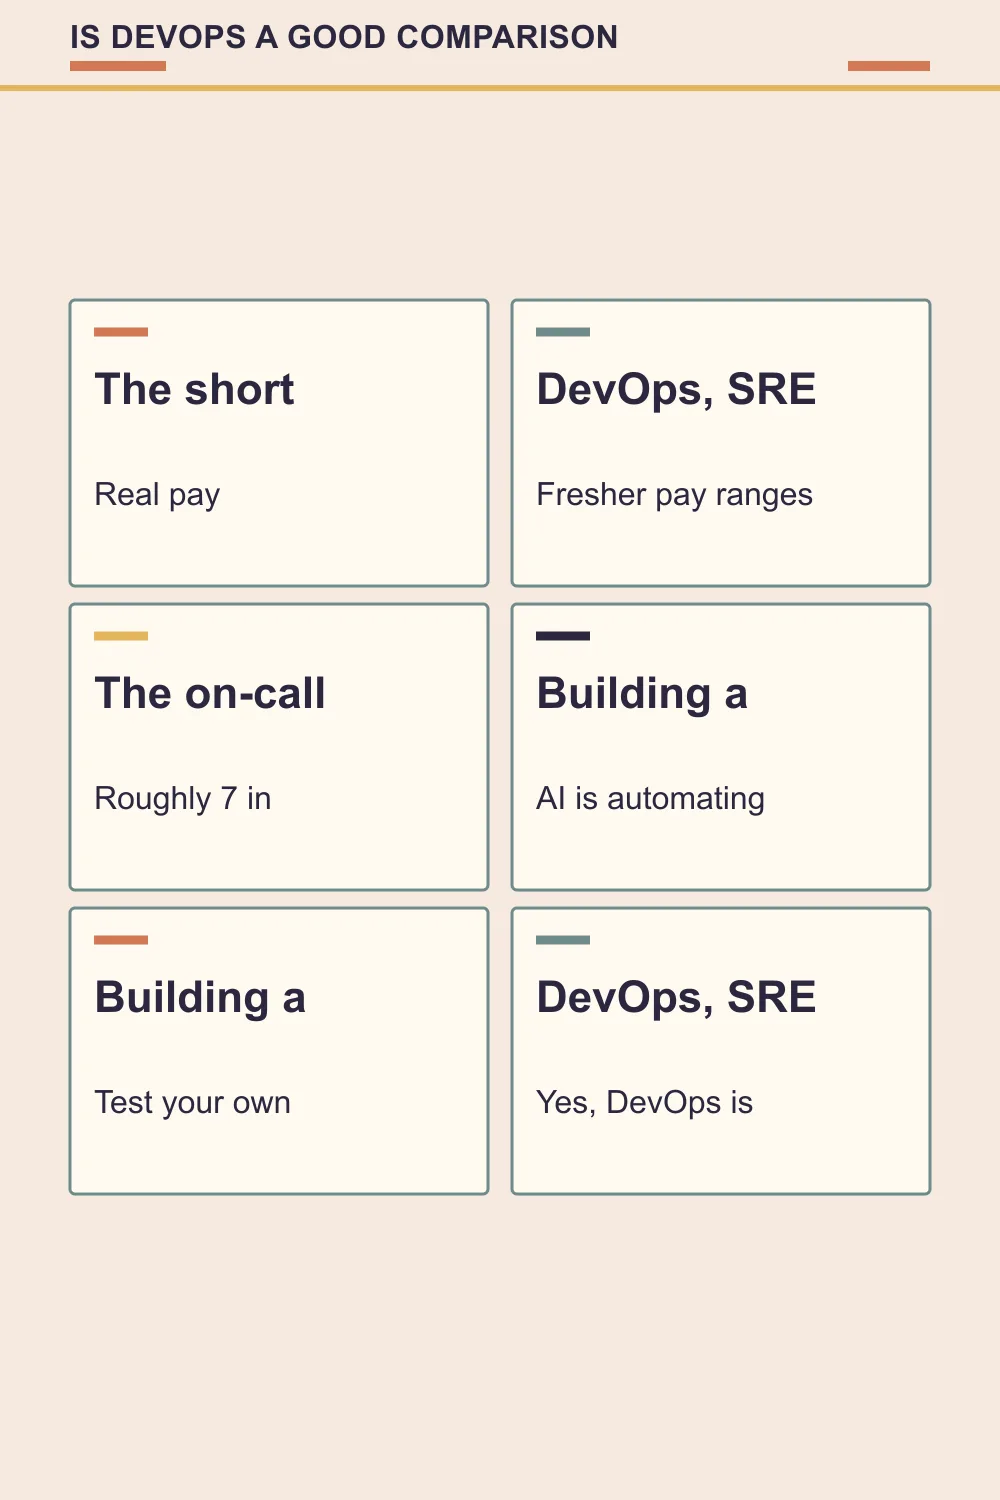 IS DEVOPS A GOOD COMPARISON
The short
Real pay
DevOps, SRE
Fresher pay ranges
The on-call
Roughly 7 in
Building a
AI is automating
Building a
Test your own
DevOps, SRE
Yes, DevOps is